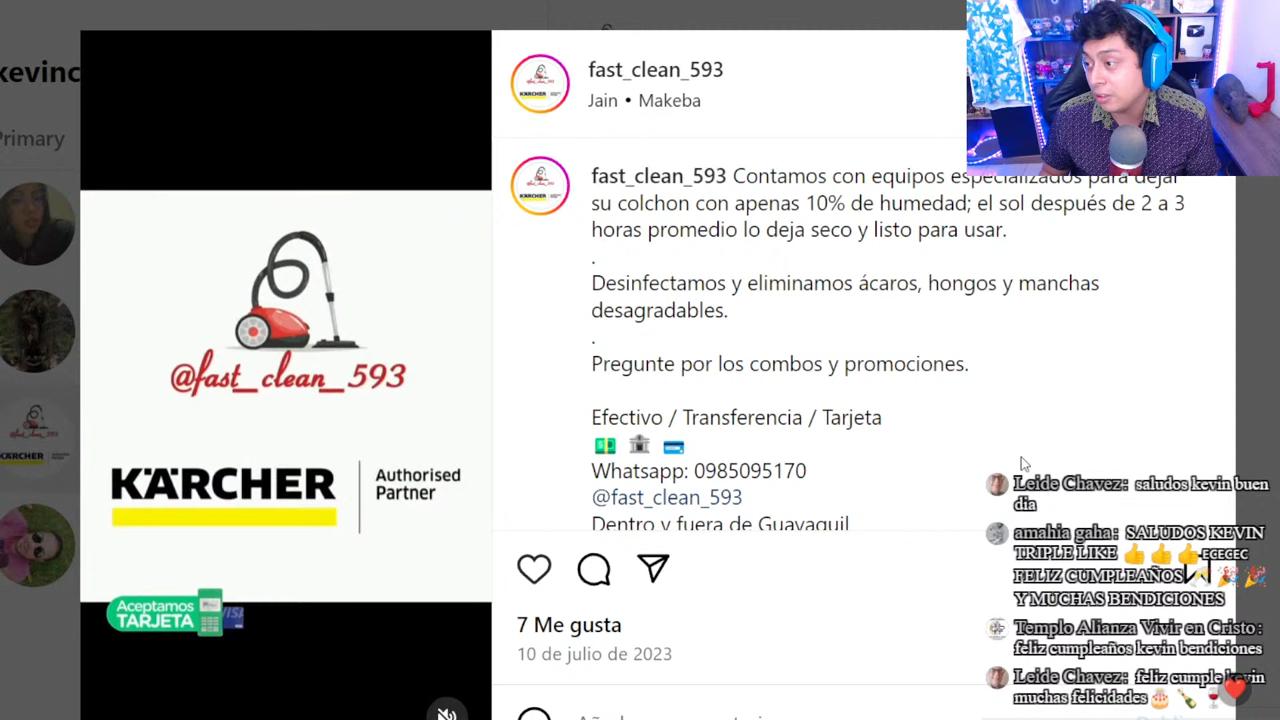 kevinc
Primary
fast_clean_593
Jain • Makeba
fast_clean_593 Contamos con equipos especializados para dejar
su colchon con apenas 10% de humedad; el sol después de 2 a 3
horas promedio lo deja seco y listo para usar.
.
Desinfectamos y eliminamos ácaros, hongos y manchas
desagradables.
.
Pregunte por los combos y promociones.
Efectivo / Transferencia / Tarjeta
💵 🏦 💳
Whatsapp: 0985095170
@fast_clean_593
Dentro y fuera de Guayaquil
7 Me gusta
10 de julio de 2023
@fast_clean_593
KÄRCHER
Authorised
Partner
Aceptamos
TARJETA
VISA
Leide Chavez: saludos kevin buen
dia
amahia gaha: SALUDOS KEVIN
TRIPLE LIKE 👍👍👍ECECEC
FELIZ CUMPLEAÑOS 🎉🎉
Y MUCHAS BENDICIONES
Templo Alianza Vivir en Cristo:
feliz cumpleaños kevin bendiciones
Leide Chavez: feliz cumple kevin
muchas felicidades 🎂 🍾 🍷